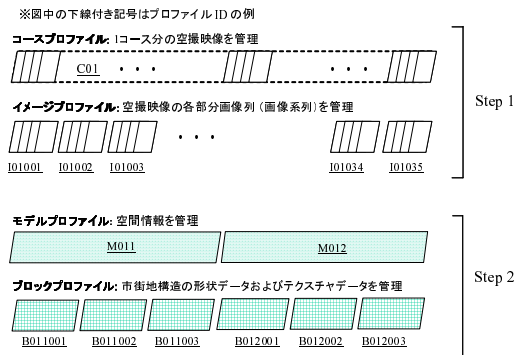 ※図中の下線付き記号はプロファイルIDの例
コースプロファイル: 1コース分の空撮映像を管理
C01 ・・・ ・・・
Step 1
イメージプロファイル: 空撮映像の各部分画像列(画像系列)を管理
・・・
I01001 I01002 I01003 I01034 I01035
モデルプロファイル: 空間情報を管理
M011 M012
Step 2
ブロックプロファイル: 市街地構造の形状データおよびテクスチャデータを管理
B011001 B011002 B011003 B012001 B012002 B012003